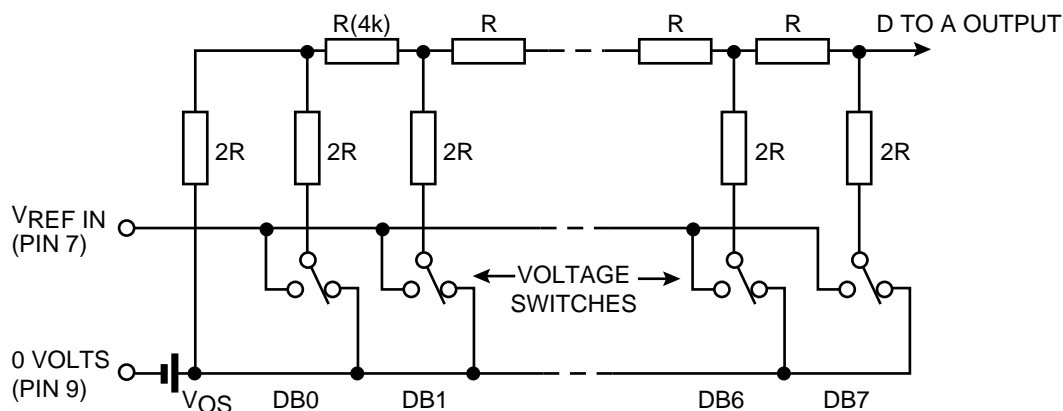 R(4k) R R R D TO A OUTPUT
2R 2R 2R 2R 2R
VREF IN
(PIN 7)
VOLTAGE
SWITCHES
0 VOLTS
(PIN 9)
VOS DB0 DB1 DB6 DB7